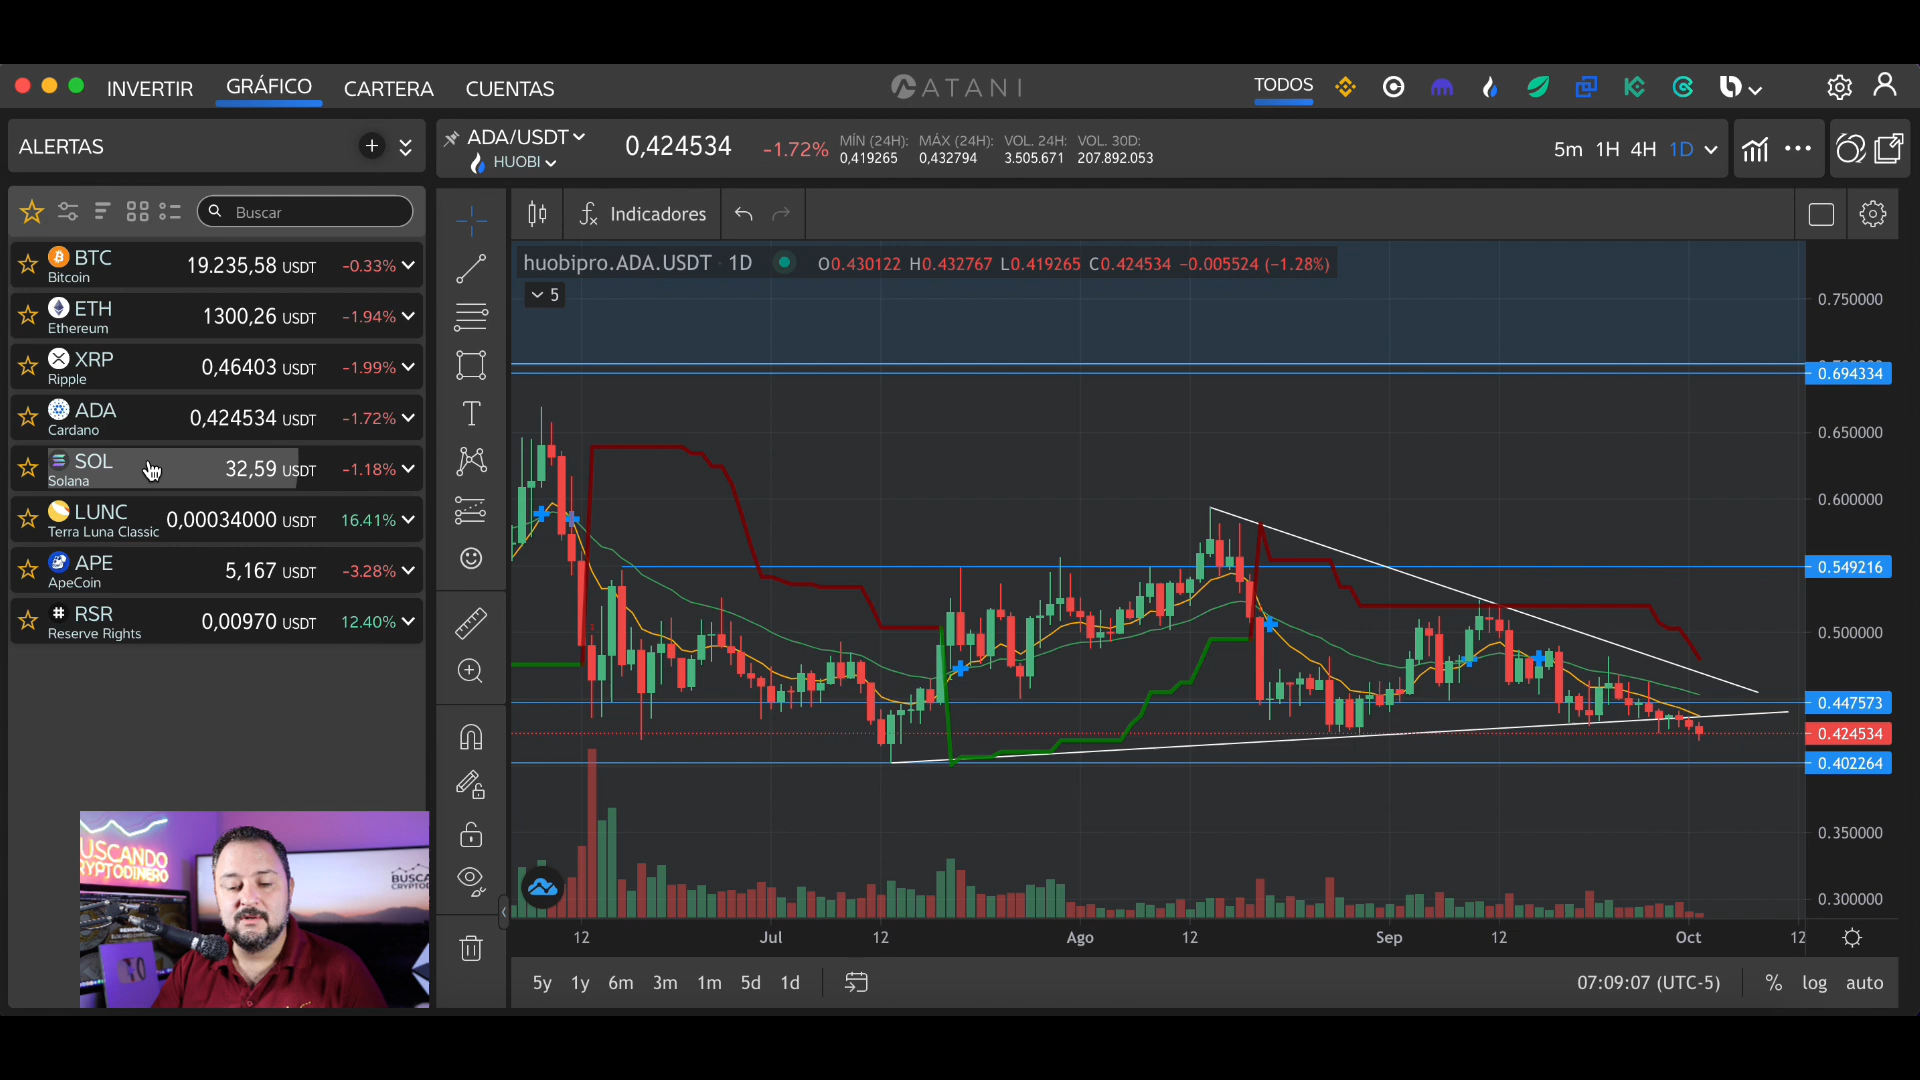 INVERTIR
GRÁFICO
CARTERA
CUENTAS
ATANI
TODOS
ALERTAS
ADA/USDT
HUOBI
0,424534
-1.72%
MÍN (24H):
0,419265
MÁX (24H):
0,432794
VOL. 24H:
3.505.671
VOL. 30D:
207.892.053
5m 1H 4H 1D
Buscar
Indicadores
BTC
Bitcoin
19.235,58 USDT
-0.33%
ETH
Ethereum
1300,26 USDT
-1.94%
XRP
Ripple
0,46403 USDT
-1.99%
ADA
Cardano
0,424534 USDT
-1.72%
SOL
Solana
32,59 USDT
-1.18%
LUNC
Terra Luna Classic
0,00034000 USDT
16.41%
APE
ApeCoin
5,167 USDT
-3.28%
RSR
Reserve Rights
0,00970 USDT
12.40%
huobipro.ADA.USDT · 1D
O0.430122 H0.432767 L0.419265 C0.424534 −0.005524 (−1.28%)
5
0.750000
0.694334
0.650000
0.600000
0.549216
0.500000
0.447573
0.424534
0.402264
0.350000
0.300000
12 Jul 12 Ago 12 Sep 12 Oct 12
5y 1y 6m 3m 1m 5d 1d
07:09:07 (UTC-5)
% log auto
USCANDO
RYPTODINERO
BUSCA
CRYPTO